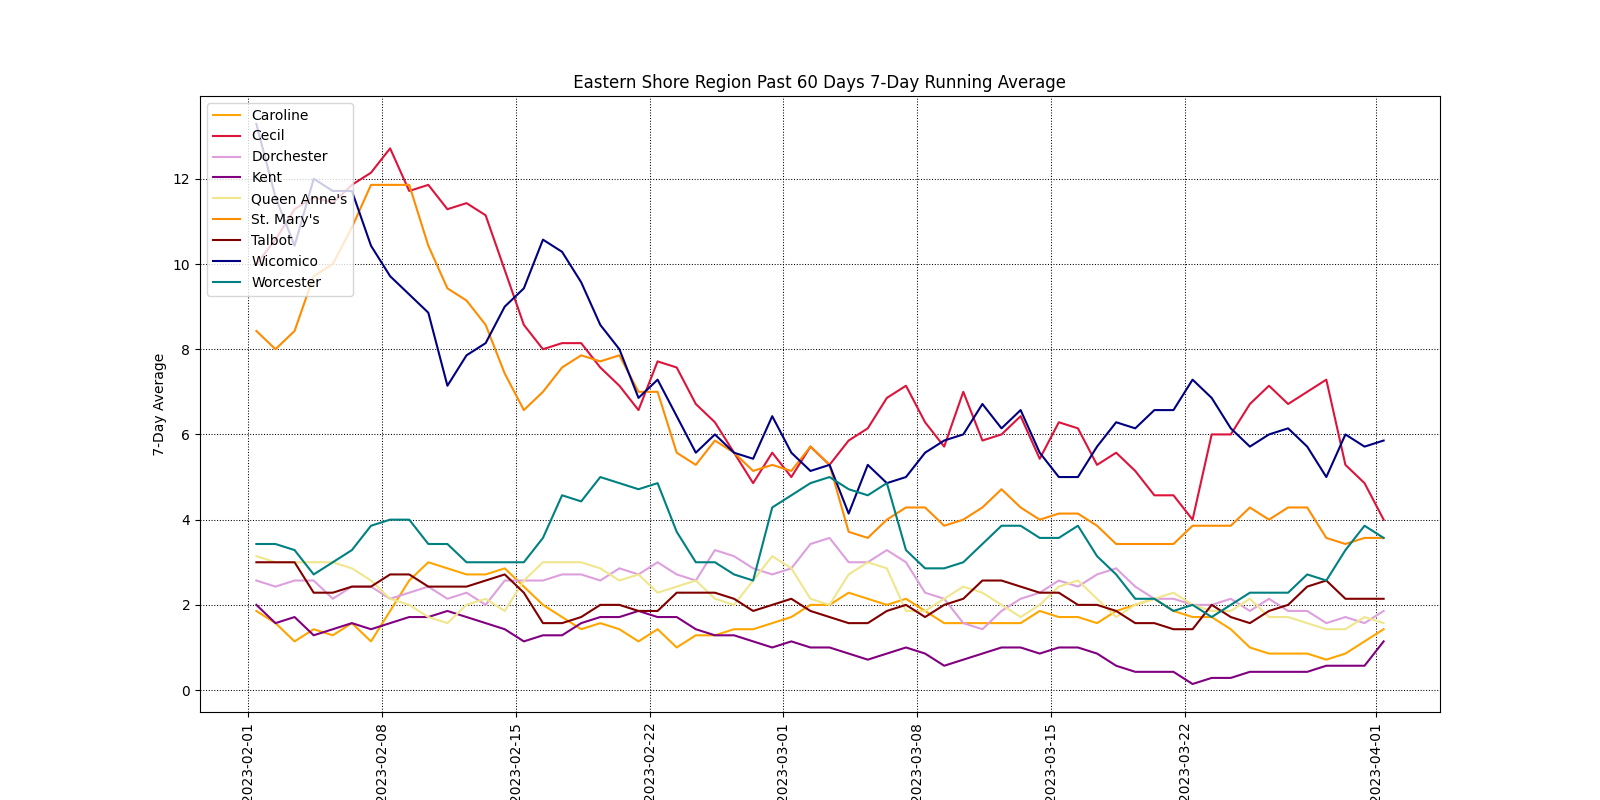 Eastern Shore Region Past 60 Days 7-Day Running Average
Caroline
Cecil
Dorchester
Kent
Queen Anne's
St. Mary's
Talbot
Wicomico
Worcester
7-Day Average
12
10
8
6
4
2
0
2023-02-01
2023-02-08
2023-02-15
2023-02-22
2023-03-01
2023-03-08
2023-03-15
2023-03-22
2023-04-01